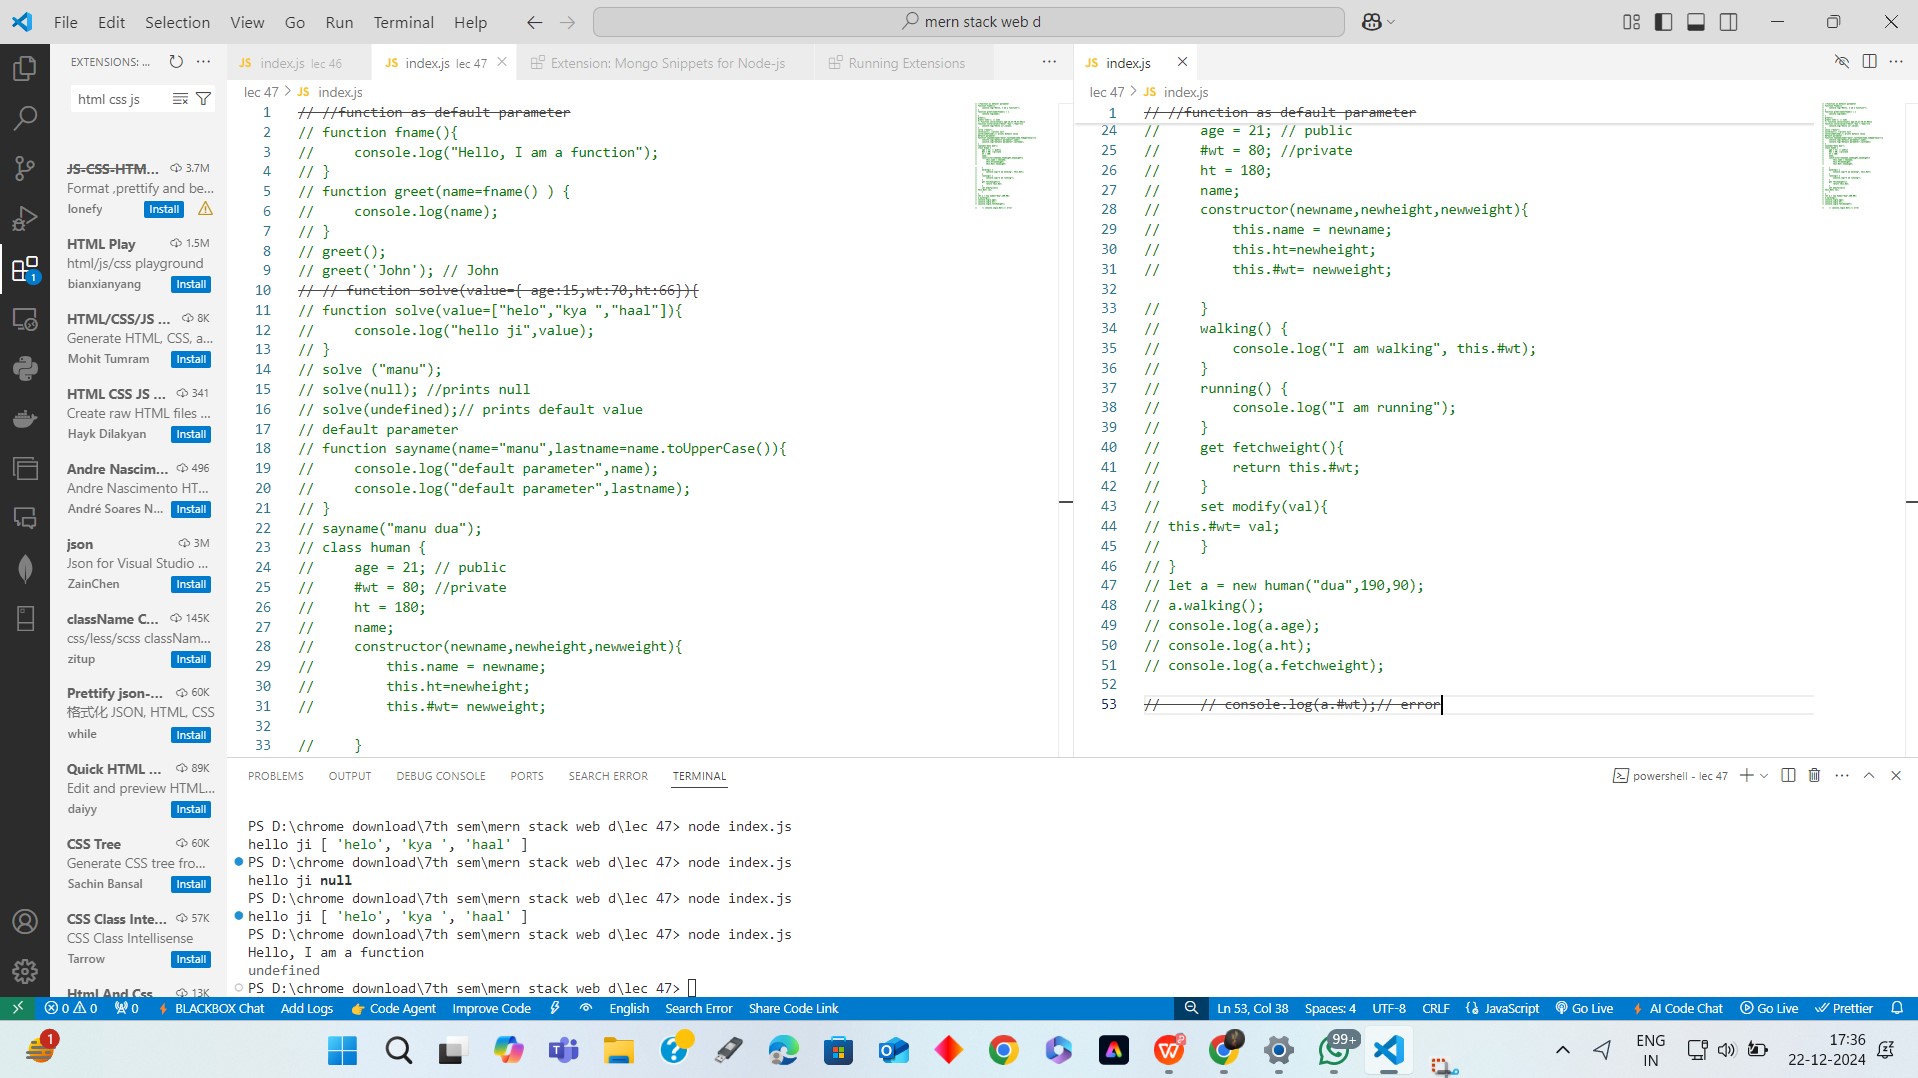 File Edit Selection View Go Run Terminal Help
mern stack web d
EXTENSIONS: ...
html css js
JS-CSS-HTM... 3.7M
Format ,prettify and be...
lonefy Install
HTML Play 1.5M
html/js/css playground
bianxianyang Install
HTML/CSS/JS ... 8K
Generate HTML, CSS, a...
Mohit Tumram Install
HTML CSS JS ... 341
Create raw HTML files ...
Hayk Dilakyan Install
Andre Nascim... 496
Andre Nascimento HT...
André Soares N... Install
json 3M
Json for Visual Studio ...
ZainChen Install
className C... 145K
css/less/scss classNam...
zitup Install
Prettify json-... 60K
格式化 JSON, HTML, CSS
while Install
Quick HTML ... 89K
Edit and preview HTML...
daiyy Install
CSS Tree 60K
Generate CSS tree fro...
Sachin Bansal Install
CSS Class Inte... 57K
CSS Class Intellisense
Tarrow Install
Html And Css 13K
JS index.js lec 46
JS index.js lec 47
Extension: Mongo Snippets for Node-js
Running Extensions
lec 47 > JS index.js
1 // //function as default parameter
2 // function fname(){
3 //     console.log("Hello, I am a function");
4 // }
5 // function greet(name=fname() ) {
6 //     console.log(name);
7 // }
8 // greet();
9 // greet('John'); // John
10 // // function solve(value={ age:15,wt:70,ht:66}){
11 // function solve(value=["helo","kya ","haal"]){
12 //     console.log("hello ji",value);
13 // }
14 // solve ("manu");
15 // solve(null); //prints null
16 // solve(undefined);// prints default value
17 // default parameter
18 // function sayname(name="manu",lastname=name.toUpperCase()){
19 //     console.log("default parameter",name);
20 //     console.log("default parameter",lastname);
21 // }
22 // sayname("manu dua");
23 // class human {
24 //     age = 21; // public
25 //     #wt = 80; //private
26 //     ht = 180;
27 //     name;
28 //     constructor(newname,newheight,newweight){
29 //         this.name = newname;
30 //         this.ht=newheight;
31 //         this.#wt= newweight;
32
33 //     }
JS index.js
lec 47 > JS index.js
1 // //function as default parameter
24 //     age = 21; // public
25 //     #wt = 80; //private
26 //     ht = 180;
27 //     name;
28 //     constructor(newname,newheight,newweight){
29 //         this.name = newname;
30 //         this.ht=newheight;
31 //         this.#wt= newweight;
32
33 //     }
34 //     walking() {
35 //         console.log("I am walking", this.#wt);
36 //     }
37 //     running() {
38 //         console.log("I am running");
39 //     }
40 //     get fetchweight(){
41 //         return this.#wt;
42 //     }
43 //     set modify(val){
44 // this.#wt= val;
45 //     }
46 // }
47 // let a = new human("dua",190,90);
48 // a.walking();
49 // console.log(a.age);
50 // console.log(a.ht);
51 // console.log(a.fetchweight);
52
53 //     // console.log(a.#wt);// error
PROBLEMS OUTPUT DEBUG CONSOLE PORTS SEARCH ERROR TERMINAL
powershell - lec 47
PS D:\chrome download\7th sem\mern stack web d\lec 47> node index.js
hello ji [ 'helo', 'kya ', 'haal' ]
PS D:\chrome download\7th sem\mern stack web d\lec 47> node index.js
hello ji null
PS D:\chrome download\7th sem\mern stack web d\lec 47> node index.js
hello ji [ 'helo', 'kya ', 'haal' ]
PS D:\chrome download\7th sem\mern stack web d\lec 47> node index.js
Hello, I am a function
undefined
PS D:\chrome download\7th sem\mern stack web d\lec 47>
0 0 0 BLACKBOX Chat Add Logs Code Agent Improve Code English Search Error Share Code Link
Ln 53, Col 38 Spaces: 4 UTF-8 CRLF {} JavaScript Go Live AI Code Chat Go Live Prettier
1
99+
ENG
IN
17:36
22-12-2024